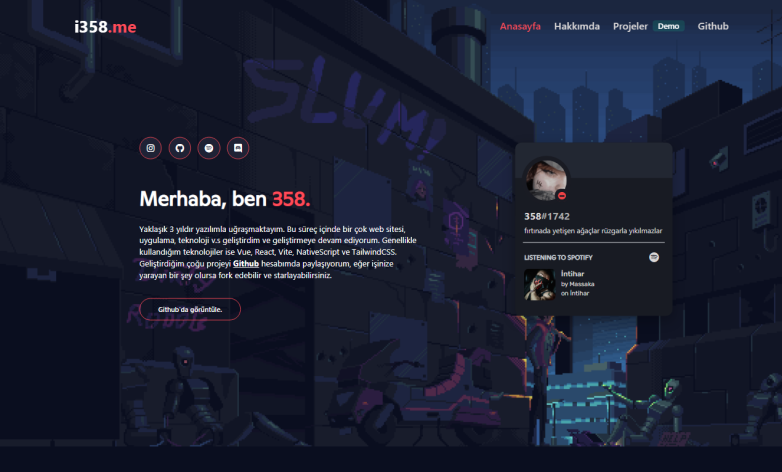 i358.me
Anasayfa Hakkımda Projeler Demo Github
SLUM!
Merhaba, ben 358.
Yaklaşık 3 yıldır yazılımla uğraşmaktayım. Bu süreç içinde bir çok web sitesi,
uygulama, teknoloji v.s geliştirdim ve geliştirmeye devam ediyorum. Genellikle
kullandığım teknolojiler ise Vue, React, Vite, NativeScript ve TailwindCSS.
Geliştirdiğim çoğu projeyi Github hesabımda paylaşıyorum, eğer işinize
yarayan bir şey olursa fork edebilir ve starlayabilirsiniz.
Github'da görüntüle.
358#1742
fırtınada yetişen ağaçlar rüzgarla yıkılmazlar
LISTENING TO SPOTIFY
İntihar
by Massaka
on İntihar